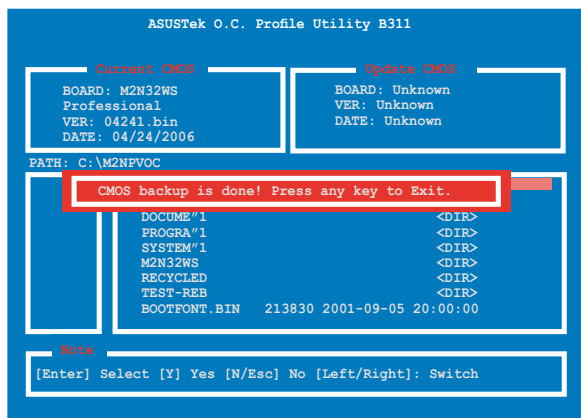 ASUSTek O.C. Profile Utility B311
Current CMOS
BOARD: M2N32WS
Professional
VER: 04241.bin
DATE: 04/24/2006
Update CMOS
BOARD: Unknown
VER: Unknown
DATE: Unknown
PATH: C:\M2NPVOC
CMOS backup is done! Press any key to Exit.
DOCUME"1 <DIR>
PROGRA"1 <DIR>
SYSTEM"1 <DIR>
M2N32WS <DIR>
RECYCLED <DIR>
TEST-REB <DIR>
BOOTFONT.BIN 213830 2001-09-05 20:00:00
Note
[Enter] Select [Y] Yes [N/Esc] No [Left/Right]: Switch